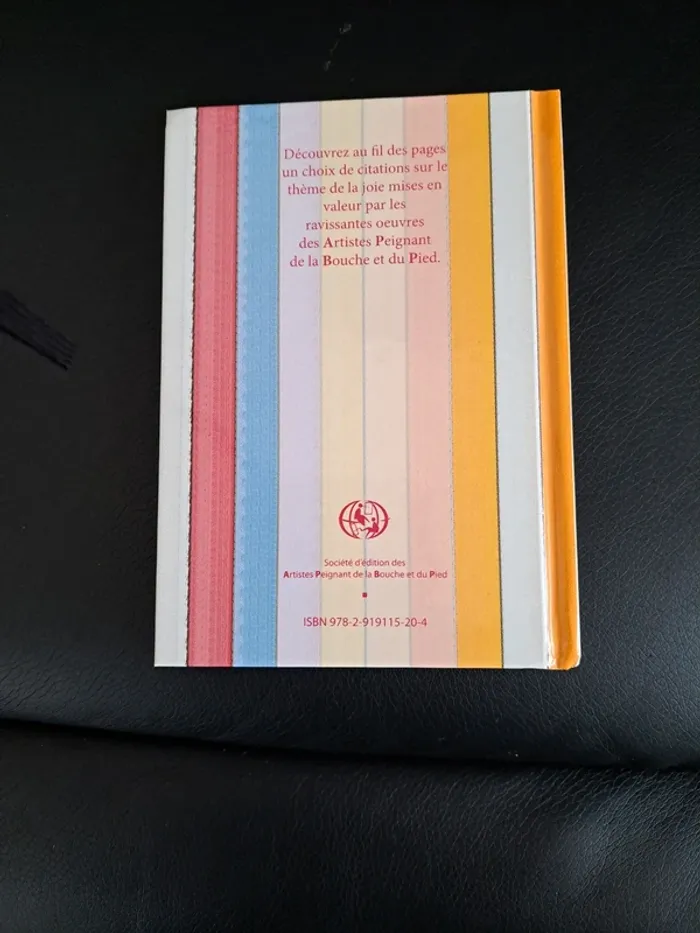 Découvrez au fil des pages
un choix de citations sur le
thème de la joie mises en
valeur par les
ravissantes oeuvres
des Artistes Peignant
de la Bouche et du Pied.
Société d'édition des
Artistes Peignant de la Bouche et du Pied
ISBN 978-2-919115-20-4